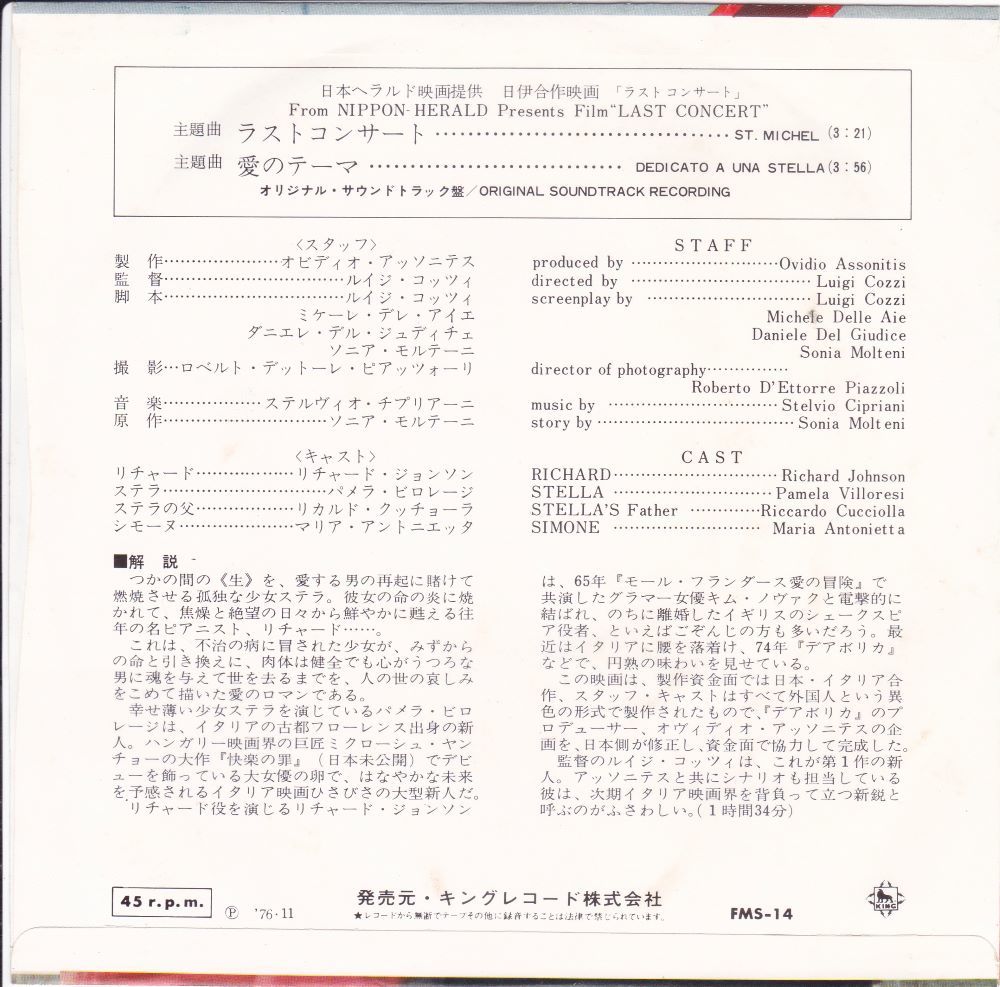 日本ヘラルド映画提供　日伊合作映画　「ラストコンサート」
From NIPPON-HERALD Presents Film“LAST CONCERT”
主題曲 ラストコンサート ………………………………… ST. MICHEL (3：21)
主題曲 愛のテーマ …………………………… DEDICATO A UNA STELLA(3：56)
オリジナル・サウンドトラック盤／ORIGINAL SOUNDTRACK RECORDING
〈スタッフ〉
製　作…………………オビディオ・アッソニテス
監　督……………………………ルイジ・コッツィ
脚　本……………………………ルイジ・コッツィ
ミケーレ・デレ・アイエ
ダニエレ・デル・ジュディチェ
ソニア・モルテーニ
撮　影…ロベルト・デットーレ・ピアッツォーリ
音　楽………………ステルヴィオ・チプリアーニ
原　作…………………………ソニア・モルテーニ
〈キャスト〉
リチャード………………リチャード・ジョンソン
ステラ…………………………パメラ・ビロレージ
ステラの父………………リカルド・クッチョーラ
シモーヌ…………………マリア・アントニエッタ
STAFF
produced by ………………………Ovidio Assonitis
directed by ……………………………Luigi Cozzi
screenplay by …………………………Luigi Cozzi
Michele Delle Aie
Daniele Del Giudice
Sonia Molteni
director of photography……………
Roberto D'Ettorre Piazzoli
music by ……………………………Stelvio Cipriani
story by………………………………Sonia Molteni
CAST
RICHARD…………………………Richard Johnson
STELLA …………………………Pamela Villoresi
STELLA'S Father …………Riccardo Cucciolla
SIMONE ………………………Maria Antonietta
■解　説
つかの間の《生》を、愛する男の再起に賭けて
燃焼させる孤独な少女ステラ。彼女の命の炎に焼
かれて、焦燥と絶望の日々から鮮やかに甦える往
年の名ピアニスト、リチャード……。
これは、不治の病に冒された少女が、みずから
の命と引き換えに、肉体は健全でも心がうつろな
男に魂を与えて世を去るまでを、人の世の哀しみ
をこめて描いた愛のロマンである。
幸せ薄い少女ステラを演じているパメラ・ビロ
レージは、イタリアの古都フローレンス出身の新
人。ハンガリー映画界の巨匠ミクローシュ・ヤン
チョーの大作『快楽の罪』（日本未公開）でデビ
ューを飾っている大女優の卵で、はなやかな未来
を予感されるイタリア映画ひさびさの大型新人だ。
リチャード役を演じるリチャード・ジョンソン
は、65年『モール・フランダース愛の冒険』で
共演したグラマー女優キム・ノヴァクと電撃的に
結ばれ、のちに離婚したイギリスのシェークスピ
ア役者、といえばごぞんじの方も多いだろう。最
近はイタリアに腰を落着け、74年『デアボリカ』
などで、円熟の味わいを見せている。
この映画は、製作資金面では日本・イタリア合
作、スタッフ・キャストはすべて外国人という異
色の形式で製作されたもので、『デアボリカ』のプ
ロデューサー、オヴィディオ・アッソニテスの企
画を、日本側が修正し、資金面で協力して完成した。
監督のルイジ・コッツィは、これが第1作の新
人。アッソニテスと共にシナリオも担当している
彼は、次期イタリア映画界を背負って立つ新鋭と
呼ぶのがふさわしい。(1時間34分)
45 r.p.m.
Ⓟ '76・11
発売元・キングレコード株式会社
★レコードから無断でテープその他に録音することは法律で禁じられています。
FMS-14
KING